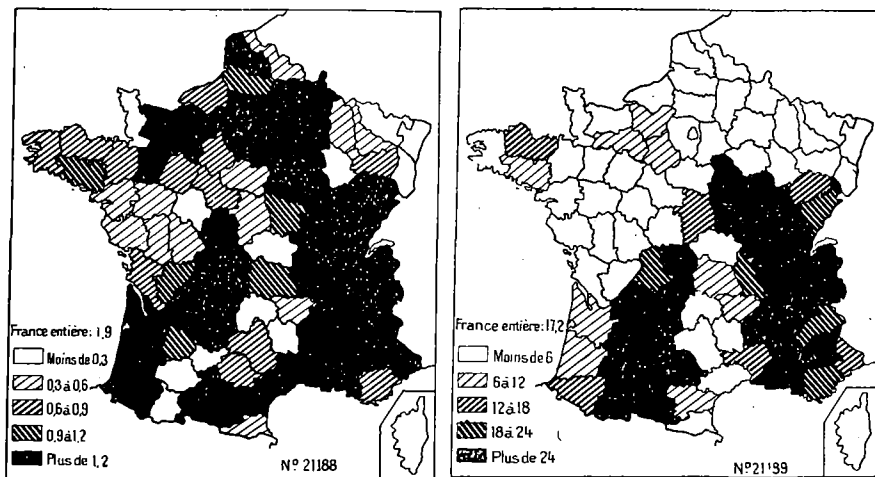 France entière: 1,9
Moins de 0,3
0,3 à 0,6
0,6 à 0,9
0,9 à 1,2
Plus de 1,2
Nº 21188
France entière: 17,2
Moins de 6
6 à 12
12 à 18
18 à 24
Plus de 24
Nº 21189